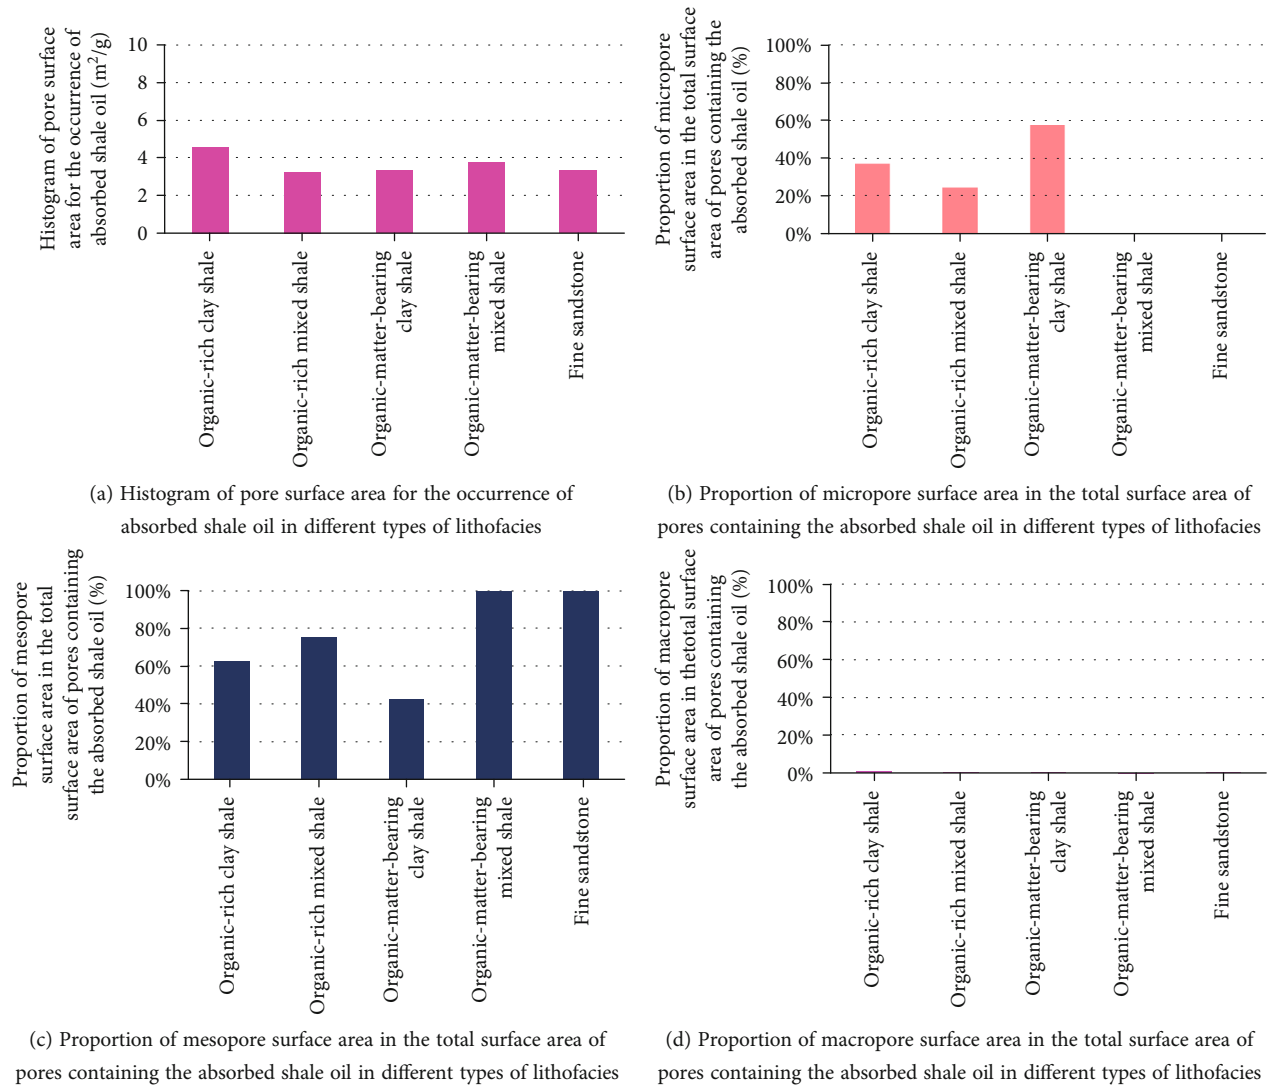 Histogram of pore surface
area for the occurrence of
absorbed shale oil (m²/g)
10
8
6
4
2
0
Organic-rich clay shale
Organic-rich mixed shale
Organic-matter-bearing
clay shale
Organic-matter-bearing
mixed shale
Fine sandstone
(a) Histogram of pore surface area for the occurrence of
absorbed shale oil in different types of lithofacies
Proportion of micropore
surface area in the total surface
area of pores containing the
absorbed shale oil (%)
100%
80%
60%
40%
20%
0%
Organic-rich clay shale
Organic-rich mixed shale
Organic-matter-bearing
clay shale
Organic-matter-bearing
mixed shale
Fine sandstone
(b) Proportion of micropore surface area in the total surface area of
pores containing the absorbed shale oil in different types of lithofacies
Proportion of mesopore
surface area in the total
surface area of pores containing
the absorbed shale oil (%)
100%
80%
60%
40%
20%
0%
Organic-rich clay shale
Organic-rich mixed shale
Organic-matter-bearing
clay shale
Organic-matter-bearing
mixed shale
Fine sandstone
(c) Proportion of mesopore surface area in the total surface area of
pores containing the absorbed shale oil in different types of lithofacies
Proportion of macropore
surface area in thetotal surface
area of pores containing
the absorbed shale oil (%)
100%
80%
60%
40%
20%
0%
Organic-rich clay shale
Organic-rich mixed shale
Organic-matter-bearing
clay shale
Organic-matter-bearing
mixed shale
Fine sandstone
(d) Proportion of macropore surface area in the total surface area of
pores containing the absorbed shale oil in different types of lithofacies